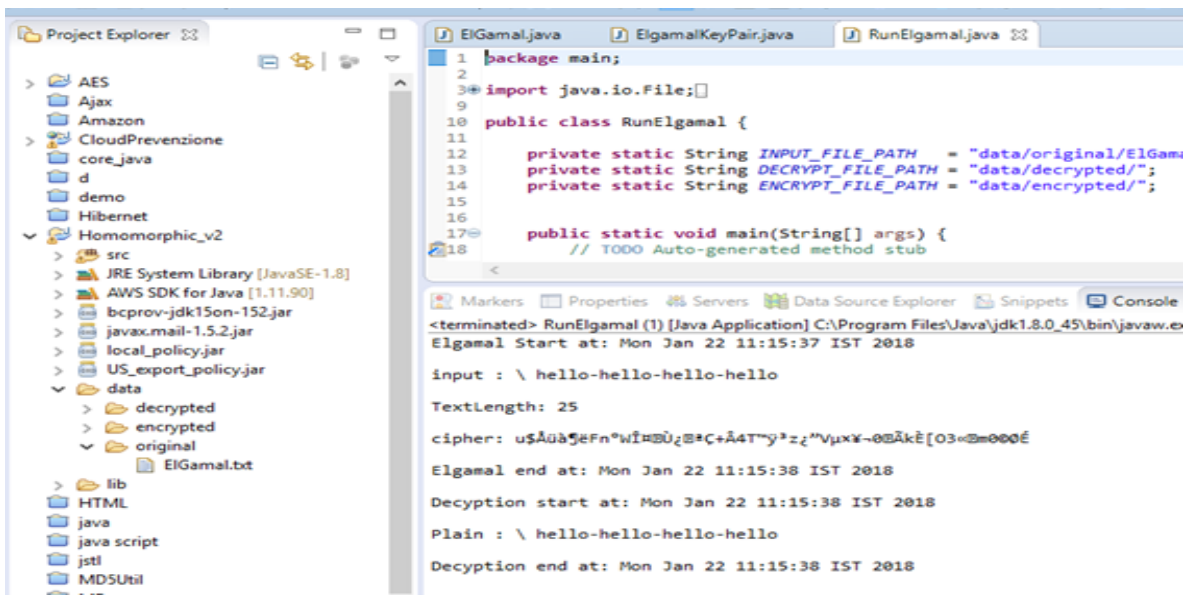 Project Explorer
AES
Ajax
Amazon
CloudPrevenzione
core_java
d
demo
Hibernet
Homomorphic_v2
src
JRE System Library [JavaSE-1.8]
AWS SDK for Java [1.11.90]
bcprov-jdk15on-152.jar
javax.mail-1.5.2.jar
local_policy.jar
US_export_policy.jar
data
decrypted
encrypted
original
ElGamal.txt
lib
HTML
java
java script
jstl
MD5Util
ElGamal.java ElgamalKeyPair.java RunElgamal.java
1 package main;
2
3 import java.io.File;
9
10 public class RunElgamal {
11
12 private static String INPUT_FILE_PATH = "data/original/ElGama
13 private static String DECRYPT_FILE_PATH = "data/decrypted/";
14 private static String ENCRYPT_FILE_PATH = "data/encrypted/";
15
16
17 public static void main(String[] args) {
18 // TODO Auto-generated method stub
Markers Properties Servers Data Source Explorer Snippets Console
<terminated> RunElgamal (1) [Java Application] C:\Program Files\Java\jdk1.8.0_45\bin\javaw.ex
Elgamal Start at: Mon Jan 22 11:15:37 IST 2018
input : \ hello-hello-hello-hello
TextLength: 25
cipher:
Elgamal end at: Mon Jan 22 11:15:38 IST 2018
Decyption start at: Mon Jan 22 11:15:38 IST 2018
Plain : \ hello-hello-hello-hello
Decyption end at: Mon Jan 22 11:15:38 IST 2018